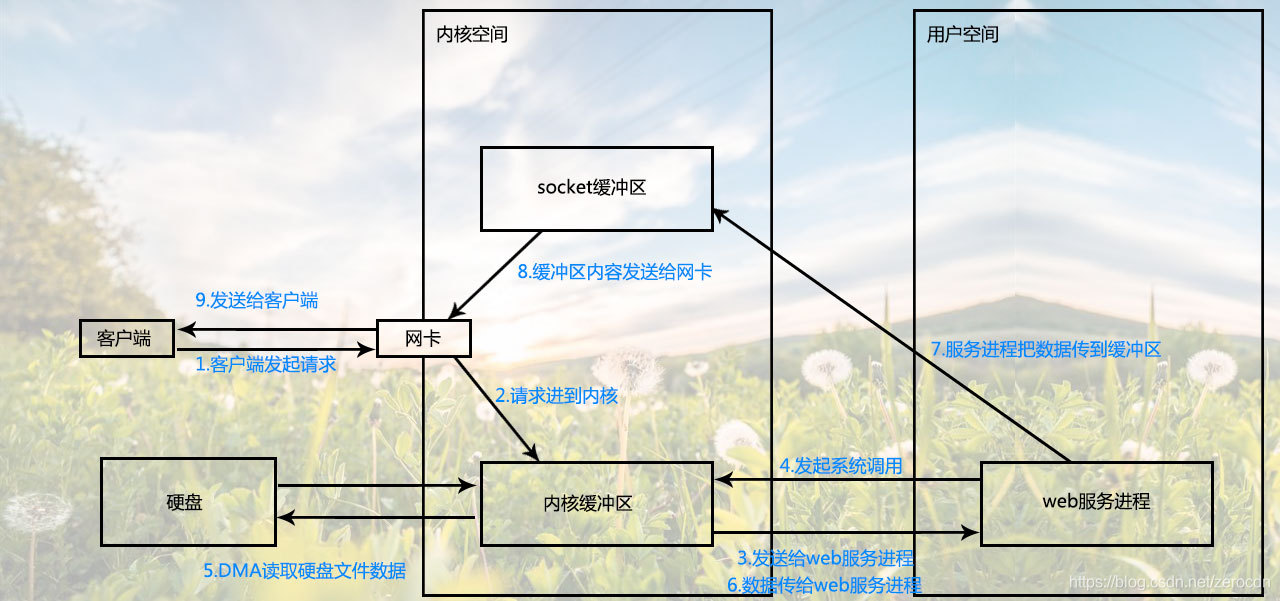 内核空间
用户空间
socket缓冲区
8.缓冲区内容发送给网卡
9.发送给客户端
客户端
网卡
1.客户端发起请求
7.服务进程把数据传到缓冲区
2.请求进到内核
4.发起系统调用
硬盘
内核缓冲区
web服务进程
3.发送给web服务进程
5.DMA读取硬盘文件数据
6.数据传给web服务进程
https://blog.csdn.net/zerocdn